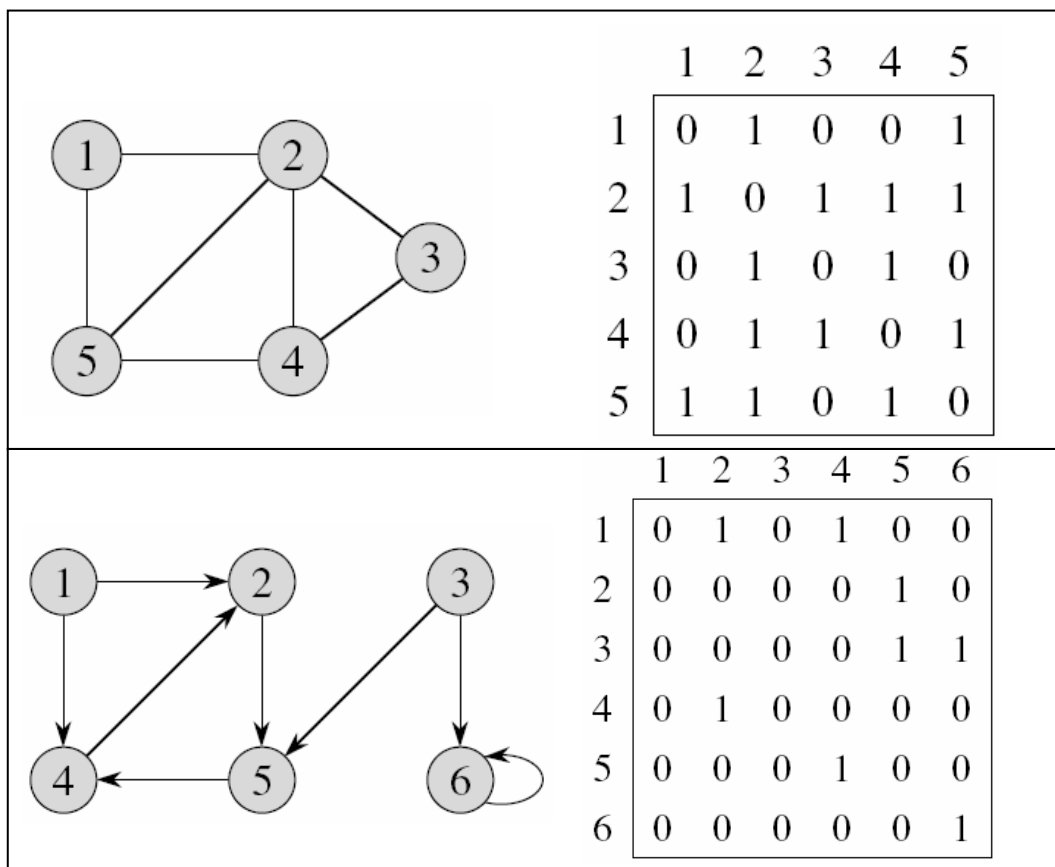 1 2 3 4 5
1 0 1 0 0 1
2 1 0 1 1 1
3 0 1 0 1 0
4 0 1 1 0 1
5 1 1 0 1 0
1 2
3
5 4
1 2 3 4 5 6
1 0 1 0 1 0 0
2 0 0 0 0 1 0
3 0 0 0 0 1 1
4 0 1 0 0 0 0
5 0 0 0 1 0 0
6 0 0 0 0 0 1
1 2 3
4 5 6